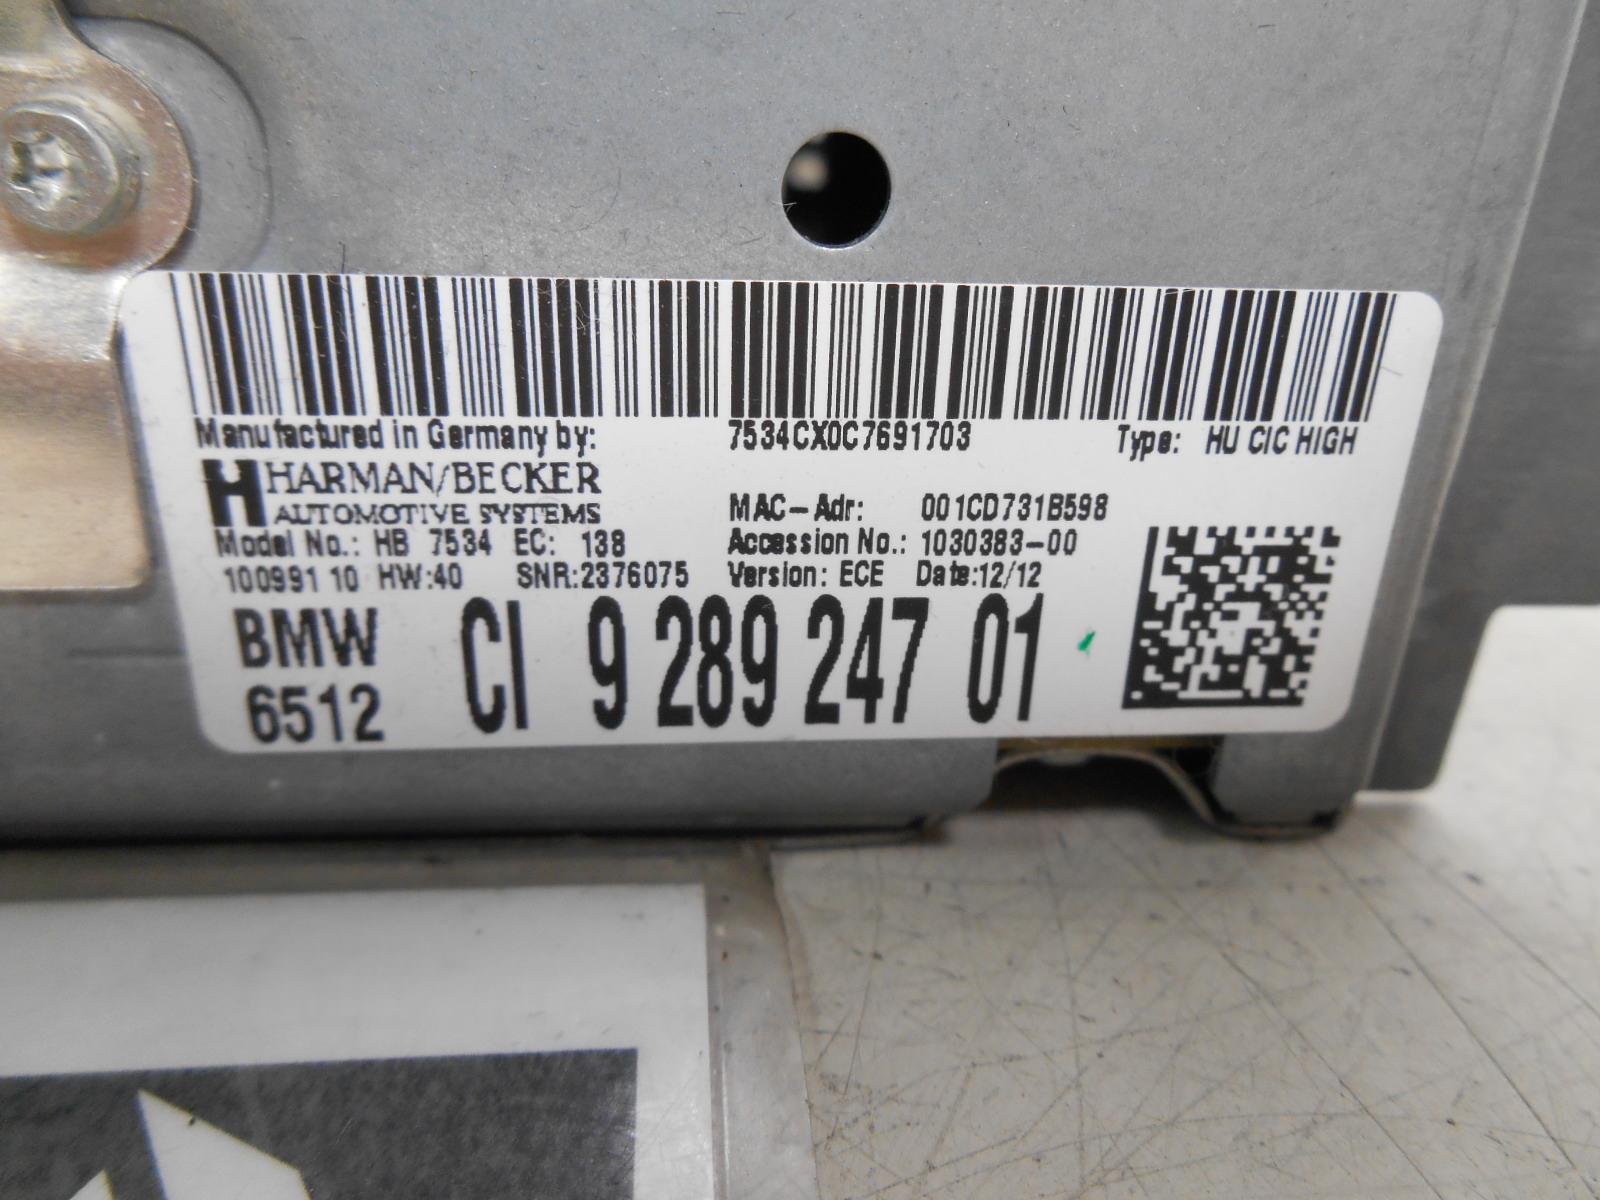 Manufactured in Germany by: 7534CX0C7691703 Type: HU CIC HIGH
H HARMAN/BECKER
AUTOMOTIVE SYSTEMS
MAC-Adr: 001CD731B598
Model No.: HB 7534 EC: 138 Accession No.: 1030383-00
100991 10 HW:40 SNR:2376075 Version: ECE Date:12/12
BMW CI 9 289 247 01
6512